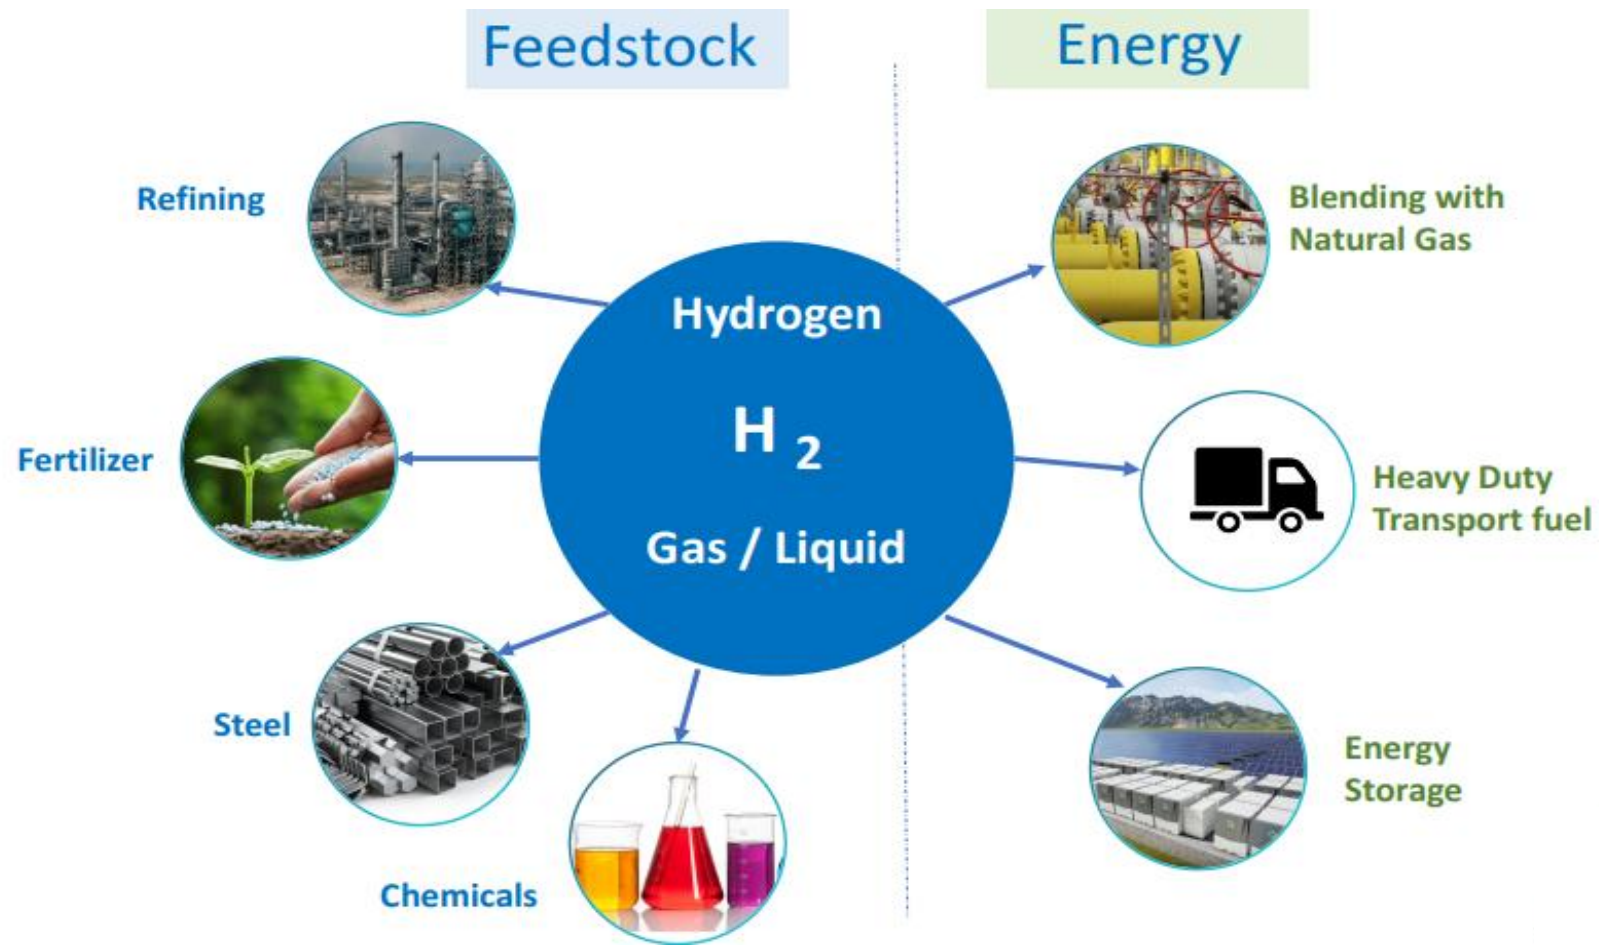 Feedstock
Energy
Refining
Blending with
Natural Gas
Hydrogen
H 2
Gas / Liquid
Fertilizer
Heavy Duty
Transport fuel
Steel
Energy
Storage
Chemicals